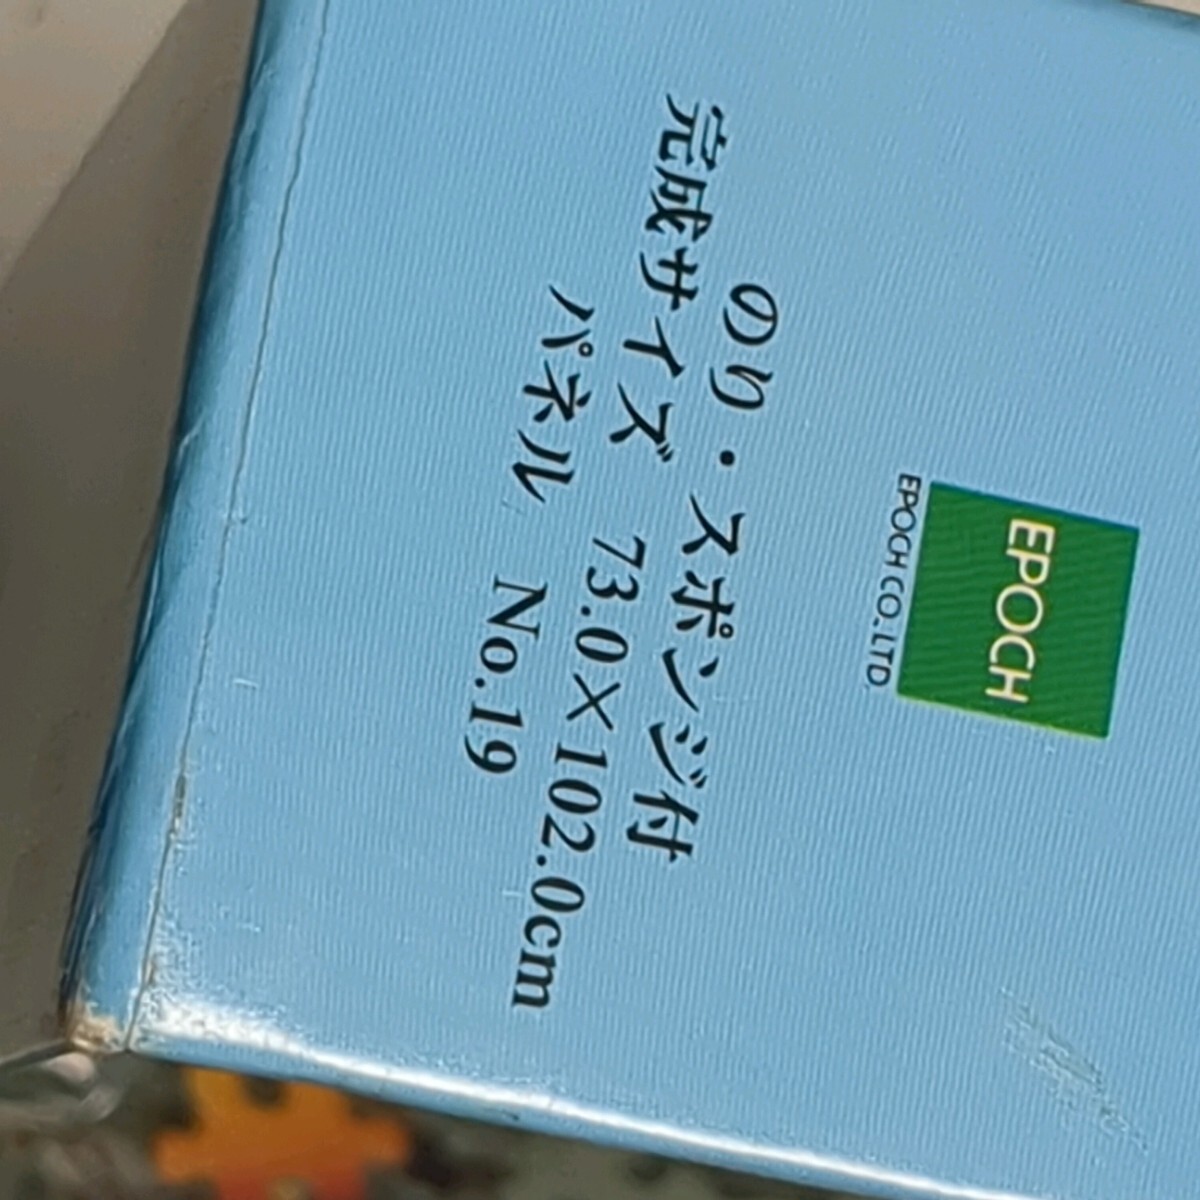 EPOCH
EPOCH CO. LTD.
のり・スポンジ付
完成サイズ 73.0×102.0cm
パネル No.19